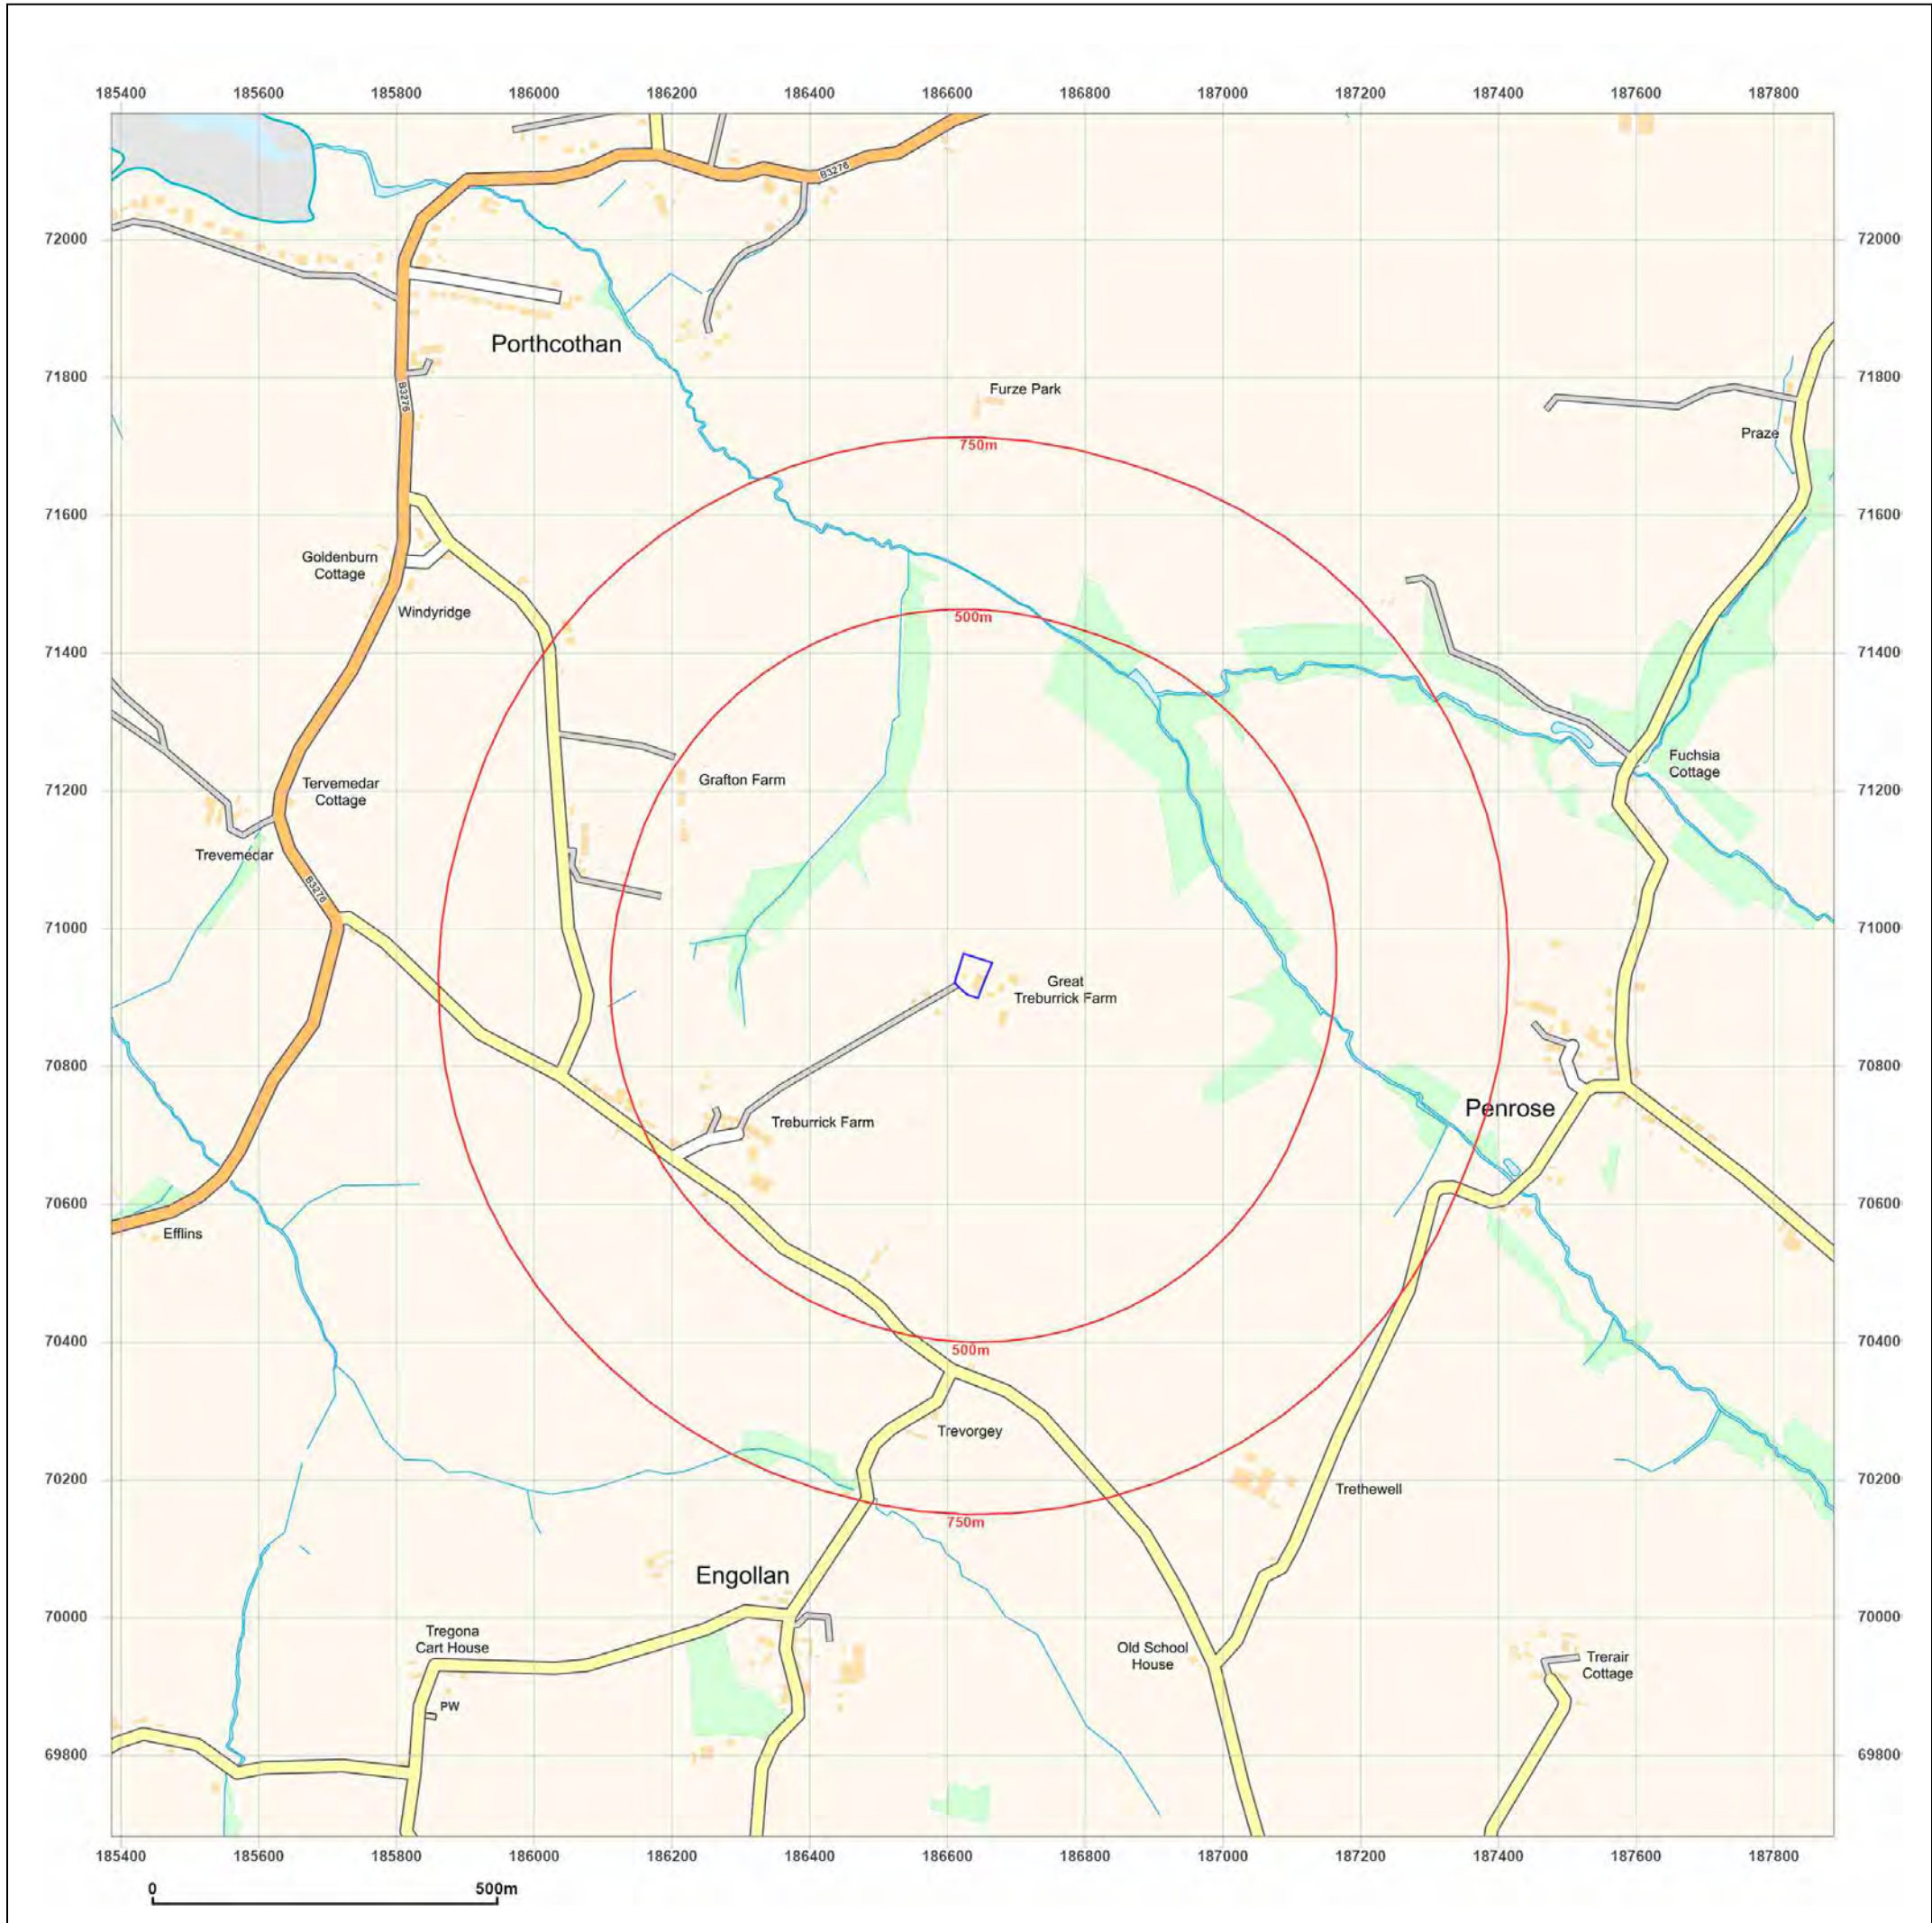 185400 185600 185800 186000 186200 186400 186600 186800 187000 187200 187400 187600 187800
B3276
72000 72000
Porthcothan
71800 Furze Park 71800
B3276
Praze
750m
71600 71600
Goldenburn
Cottage
Windyridge
500m
71400 71400
Fuchsia
Cottage
Grafton Farm
Tervemedar
Cottage
71200 71200
Trevemedar
B3276
71000 71000
Great
Treburrick Farm
70800 70800
Penrose
Treburrick Farm
70600 70600
Efflins
70400 70400
500m
Trevorgey
70200 70200
Trethewell
750m
Engollan
70000 70000
Tregona
Cart House
Old School
House
Trerair
Cottage
PW
69800 69800
185400 185600 185800 186000 186200 186400 186600 186800 187000 187200 187400 187600 187800
0 500m